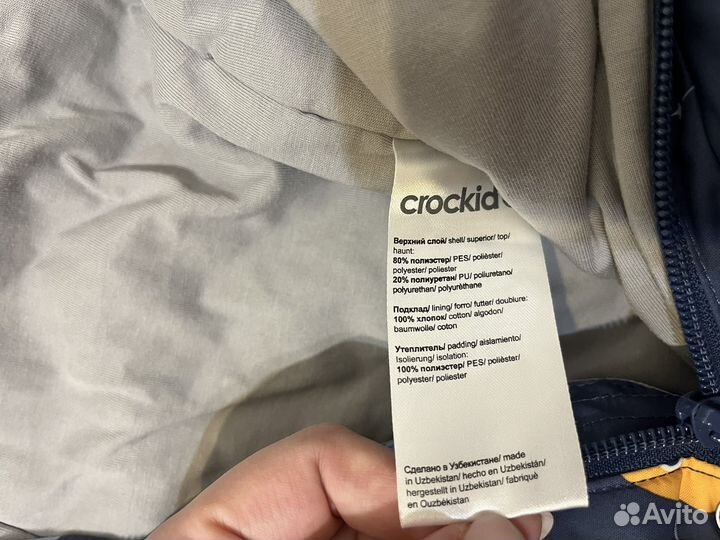 crockid
Верхний слой/ shell/ superior/ top/
haunt:
80% полиэстер/ PES/ poliéster/
polyester/ poliester
20% полиуретан/ PU/ poliuretano/
polyurethan/ polyuréthane
Подклад/ lining/ forro/ futter/ doublure:
100% хлопок/ cotton/ algodon/
baumwolle/ coton
Утеплитель/ padding/ aislamiento/
Isolierung/ isolation:
100% полиэстер/ PES/ poliéster/
polyester/ poliester
Сделано в Узбекистане/ made
in Uzbekistan/ hecho en Uzbekistán/
hergestellt in Uzbekistan/ fabriqué
en Ouzbékistan
Avito